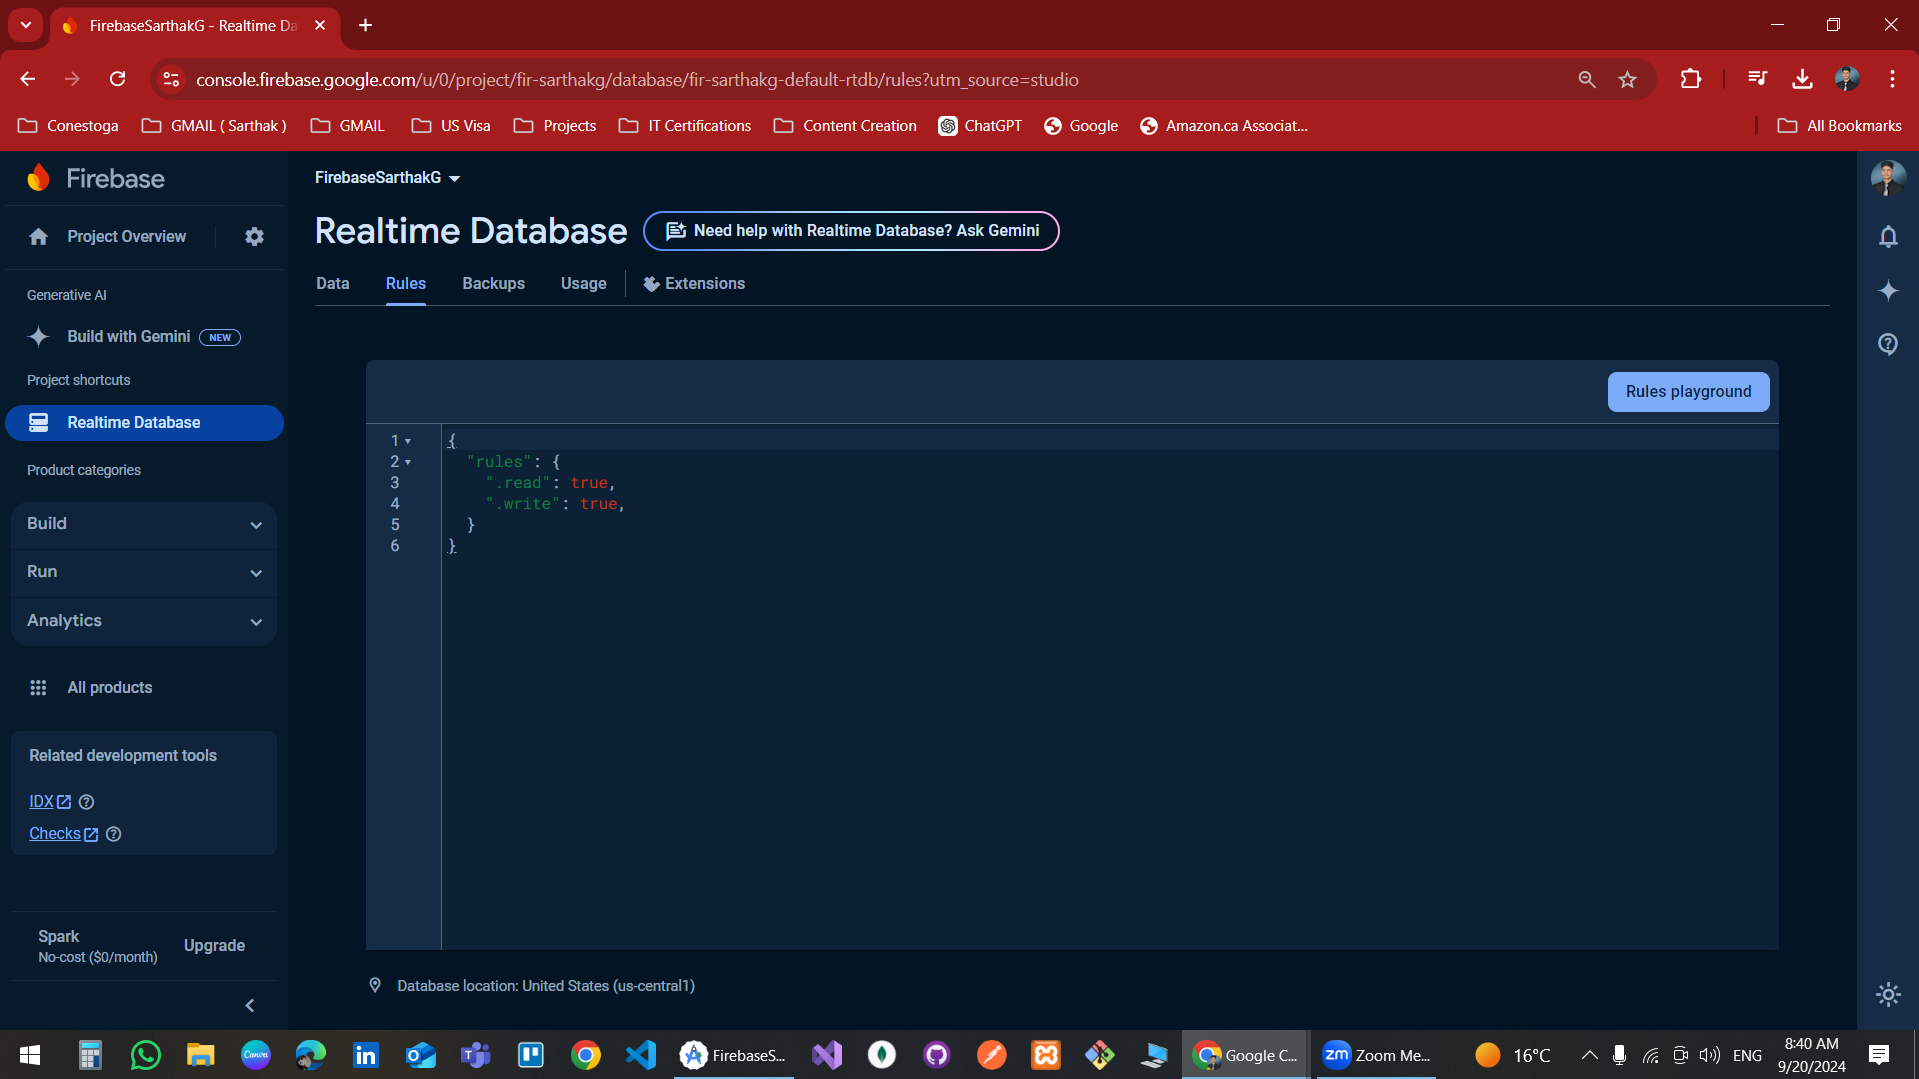 FirebaseSarthakG - Realtime Da
console.firebase.google.com/u/0/project/fir-sarthakg/database/fir-sarthakg-default-rtdb/rules?utm_source=studio
Conestoga
GMAIL ( Sarthak )
GMAIL
US Visa
Projects
IT Certifications
Content Creation
ChatGPT
Google
Amazon.ca Associat...
All Bookmarks
Firebase
Project Overview
Generative AI
Build with Gemini
NEW
Project shortcuts
Realtime Database
Product categories
Build
Run
Analytics
All products
Related development tools
IDX
Checks
Spark
No-cost ($0/month)
Upgrade
FirebaseSarthakG
Realtime Database
Need help with Realtime Database? Ask Gemini
Data
Rules
Backups
Usage
Extensions
Rules playground
1 {
2 "rules": {
3 ".read": true,
4 ".write": true,
5 }
6 }
Database location: United States (us-central1)
Canva
FirebaseS...
Google C...
zm
Zoom Me...
16°C
ENG
8:40 AM
9/20/2024